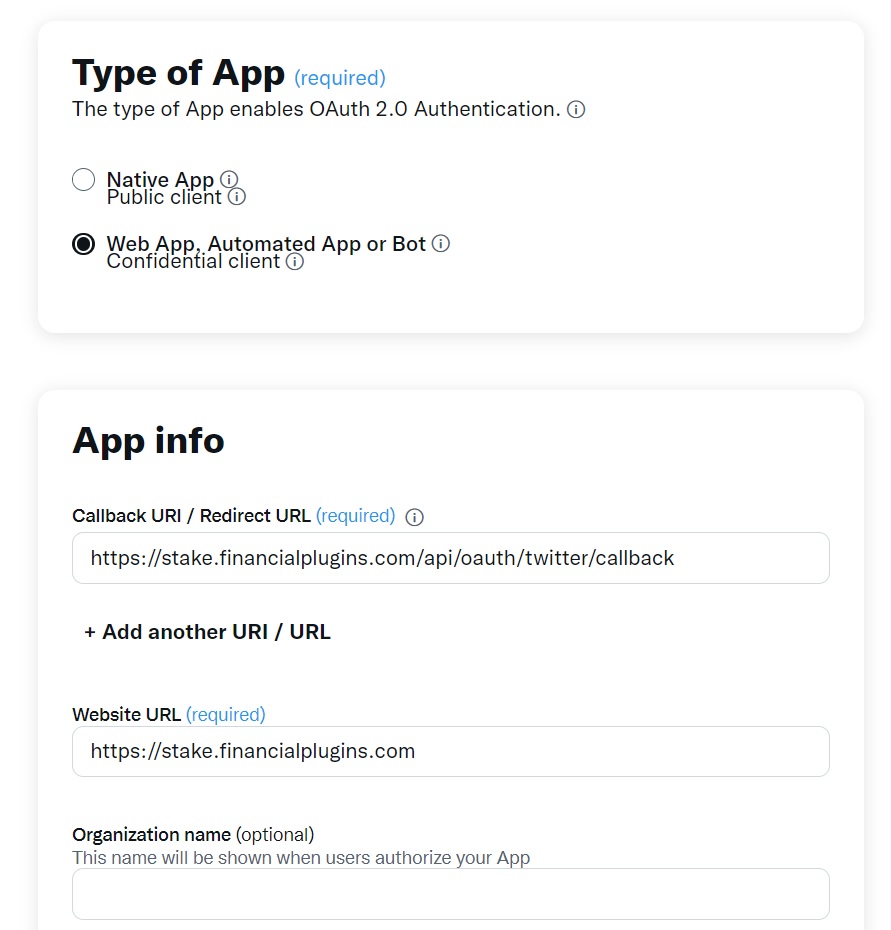 Type of App (required)
The type of App enables OAuth 2.0 Authentication.
Native App
Public client
Web App, Automated App or Bot
Confidential client
App info
Callback URI / Redirect URL (required)
https://stake.financialplugins.com/api/oauth/twitter/callback
+ Add another URI / URL
Website URL (required)
https://stake.financialplugins.com
Organization name (optional)
This name will be shown when users authorize your App